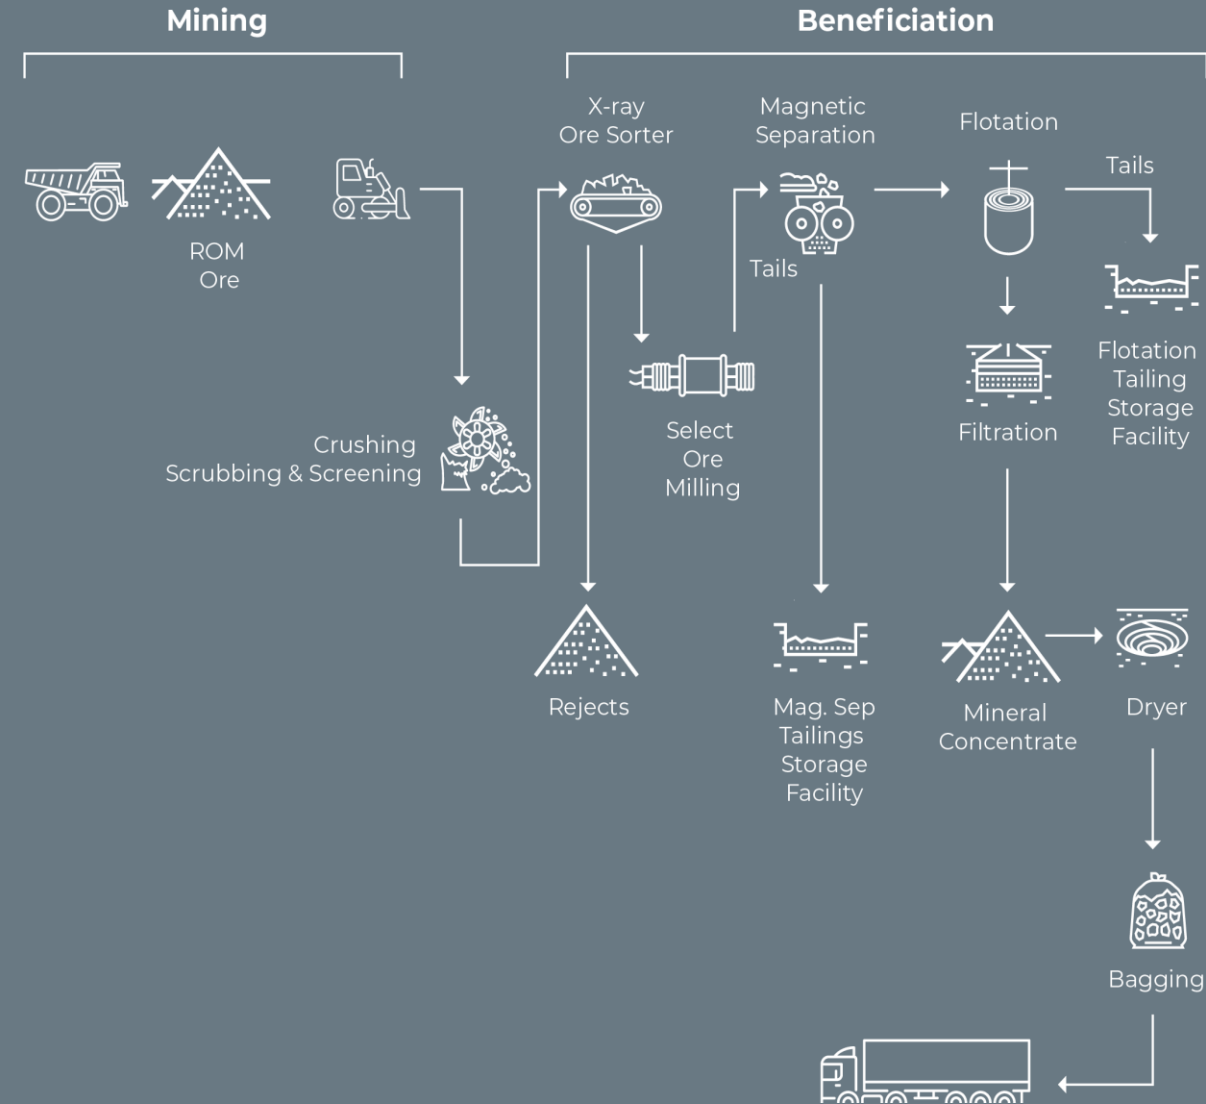 Mining
Beneficiation
X-ray
Ore Sorter
Magnetic
Separation
Flotation
Tails
ROM
Ore
Tails
Flotation
Tailing
Storage
Facility
Crushing
Scrubbing & Screening
Select
Ore
Milling
Filtration
Rejects
Mag. Sep
Tailings
Storage
Facility
Mineral
Concentrate
Dryer
Bagging